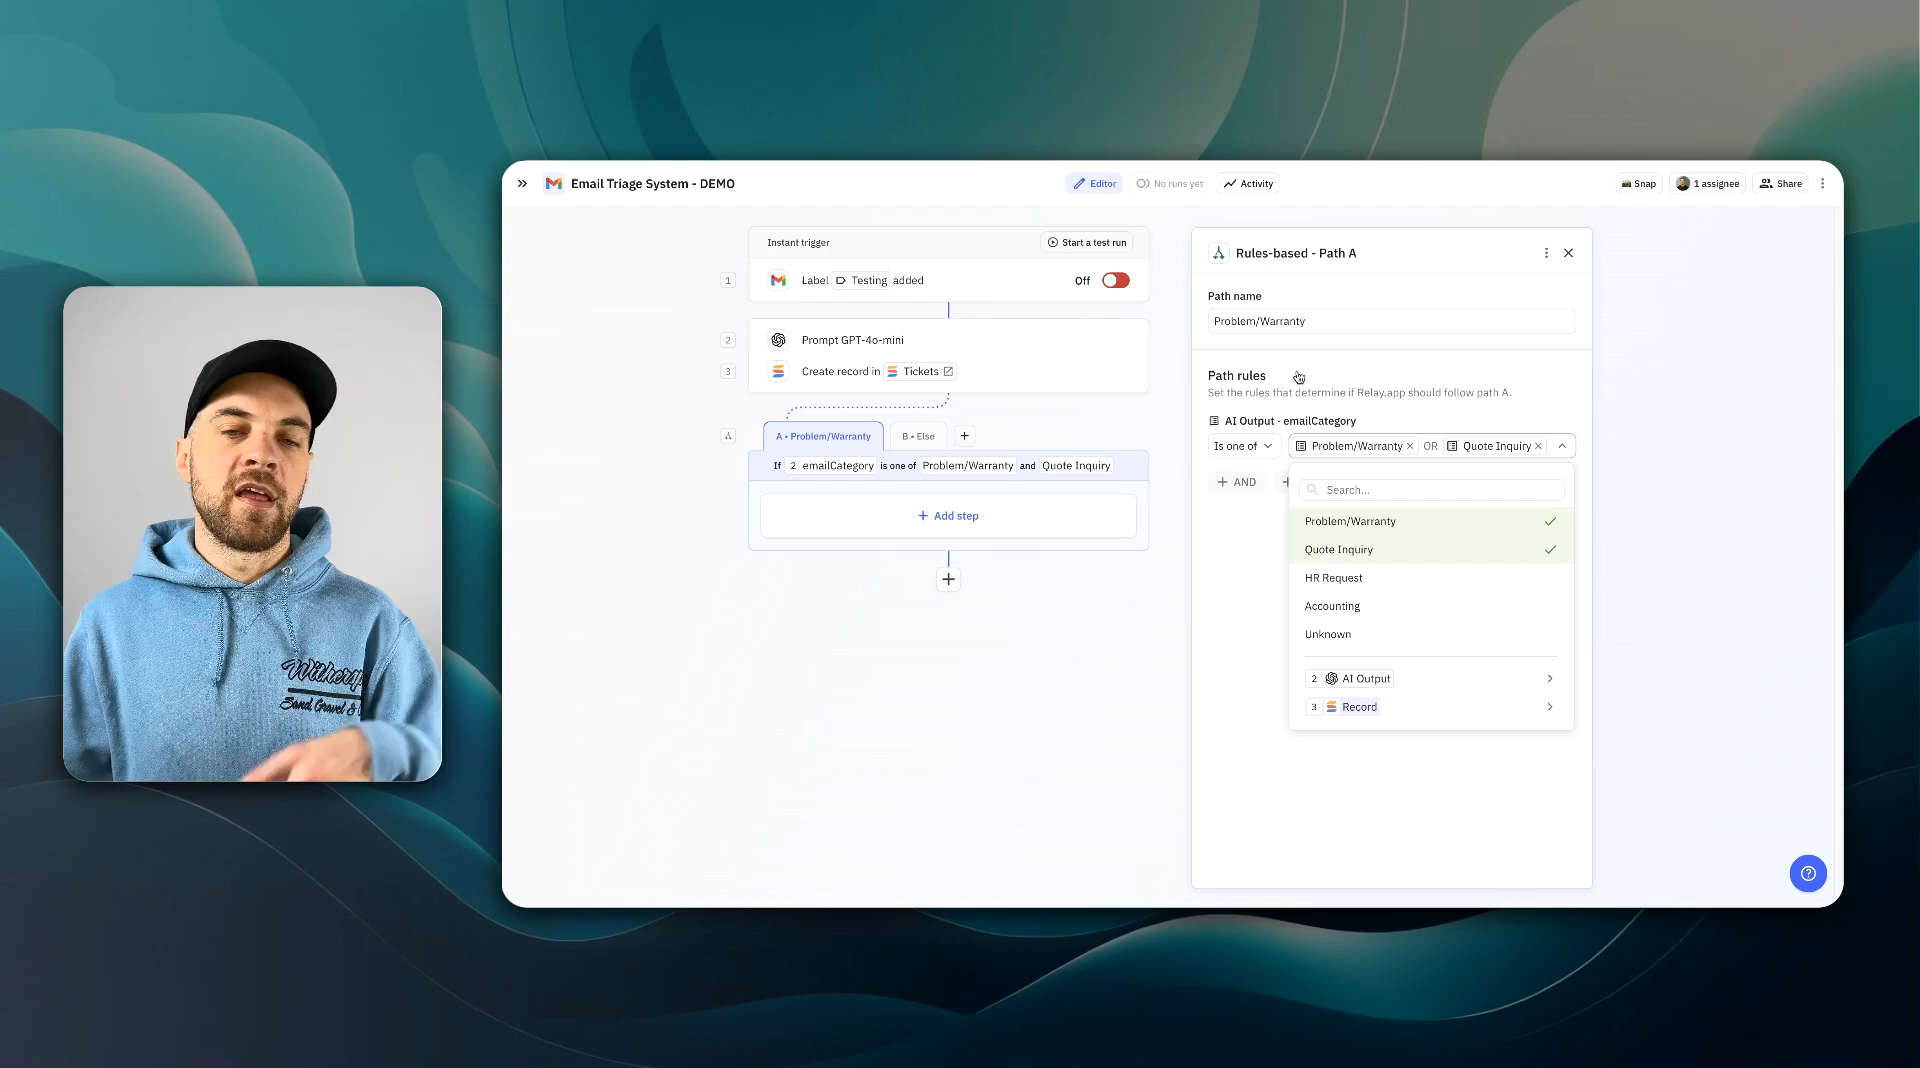 Email Triage System - DEMO
Editor
No runs yet
Activity
Snap
1 assignee
Share
Instant trigger
Start a test run
1
Label Testing added
Off
2
Prompt GPT-4o-mini
3
Create record in Tickets
A • Problem/Warranty
B • Else
If 2 emailCategory is one of Problem/Warranty and Quote Inquiry
Add step
Rules-based - Path A
Path name
Problem/Warranty
Path rules
Set the rules that determine if Relay.app should follow path A.
AI Output · emailCategory
Is one of
Problem/Warranty OR Quote Inquiry
AND
Search...
Problem/Warranty
Quote Inquiry
HR Request
Accounting
Unknown
2 AI Output
3 Record
Sand, Gravel &